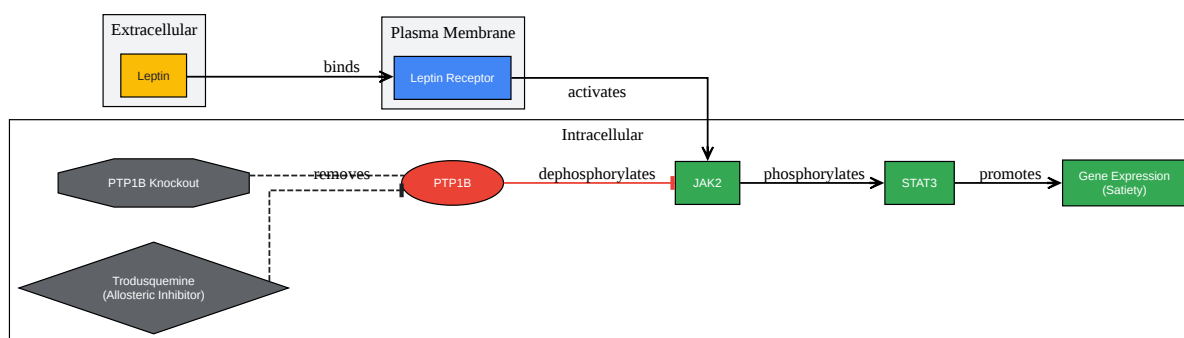 Extracellular
Plasma Membrane
Leptin
binds
Leptin Receptor
activates
Intracellular
PTP1B Knockout
removes
PTP1B
dephosphorylates
JAK2
phosphorylates
STAT3
promotes
Gene Expression
(Satiety)
Trodusquemine
(Allosteric Inhibitor)